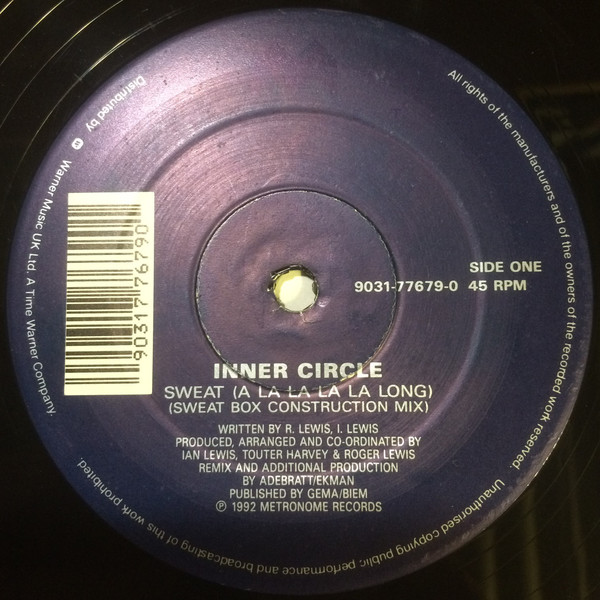 All rights of the manufacturers and of the owners of the recorded work reserved. Unauthorised copying public performance and broadcasting of this work prohibited.
Distributed by Warner Music UK Ltd. A Time Warner Company.
90317 76790
SIDE ONE
9031-77679-0 45 RPM
INNER CIRCLE
SWEAT (A LA LA LA LA LONG)
(SWEAT BOX CONSTRUCTION MIX)
WRITTEN BY R. LEWIS, I. LEWIS
PRODUCED, ARRANGED AND CO-ORDINATED BY
IAN LEWIS, TOUTER HARVEY & ROGER LEWIS
REMIX AND ADDITIONAL PRODUCTION
BY ADEBRATT/EKMAN
PUBLISHED BY GEMA/BIEM
℗ 1992 METRONOME RECORDS